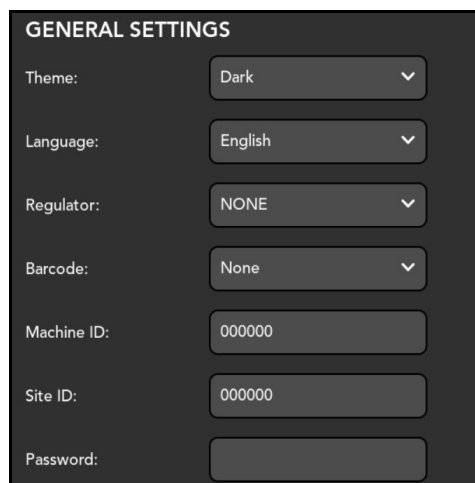 GENERAL SETTINGS
Theme: Dark
Language: English
Regulator: NONE
Barcode: None
Machine ID: 000000
Site ID: 000000
Password: